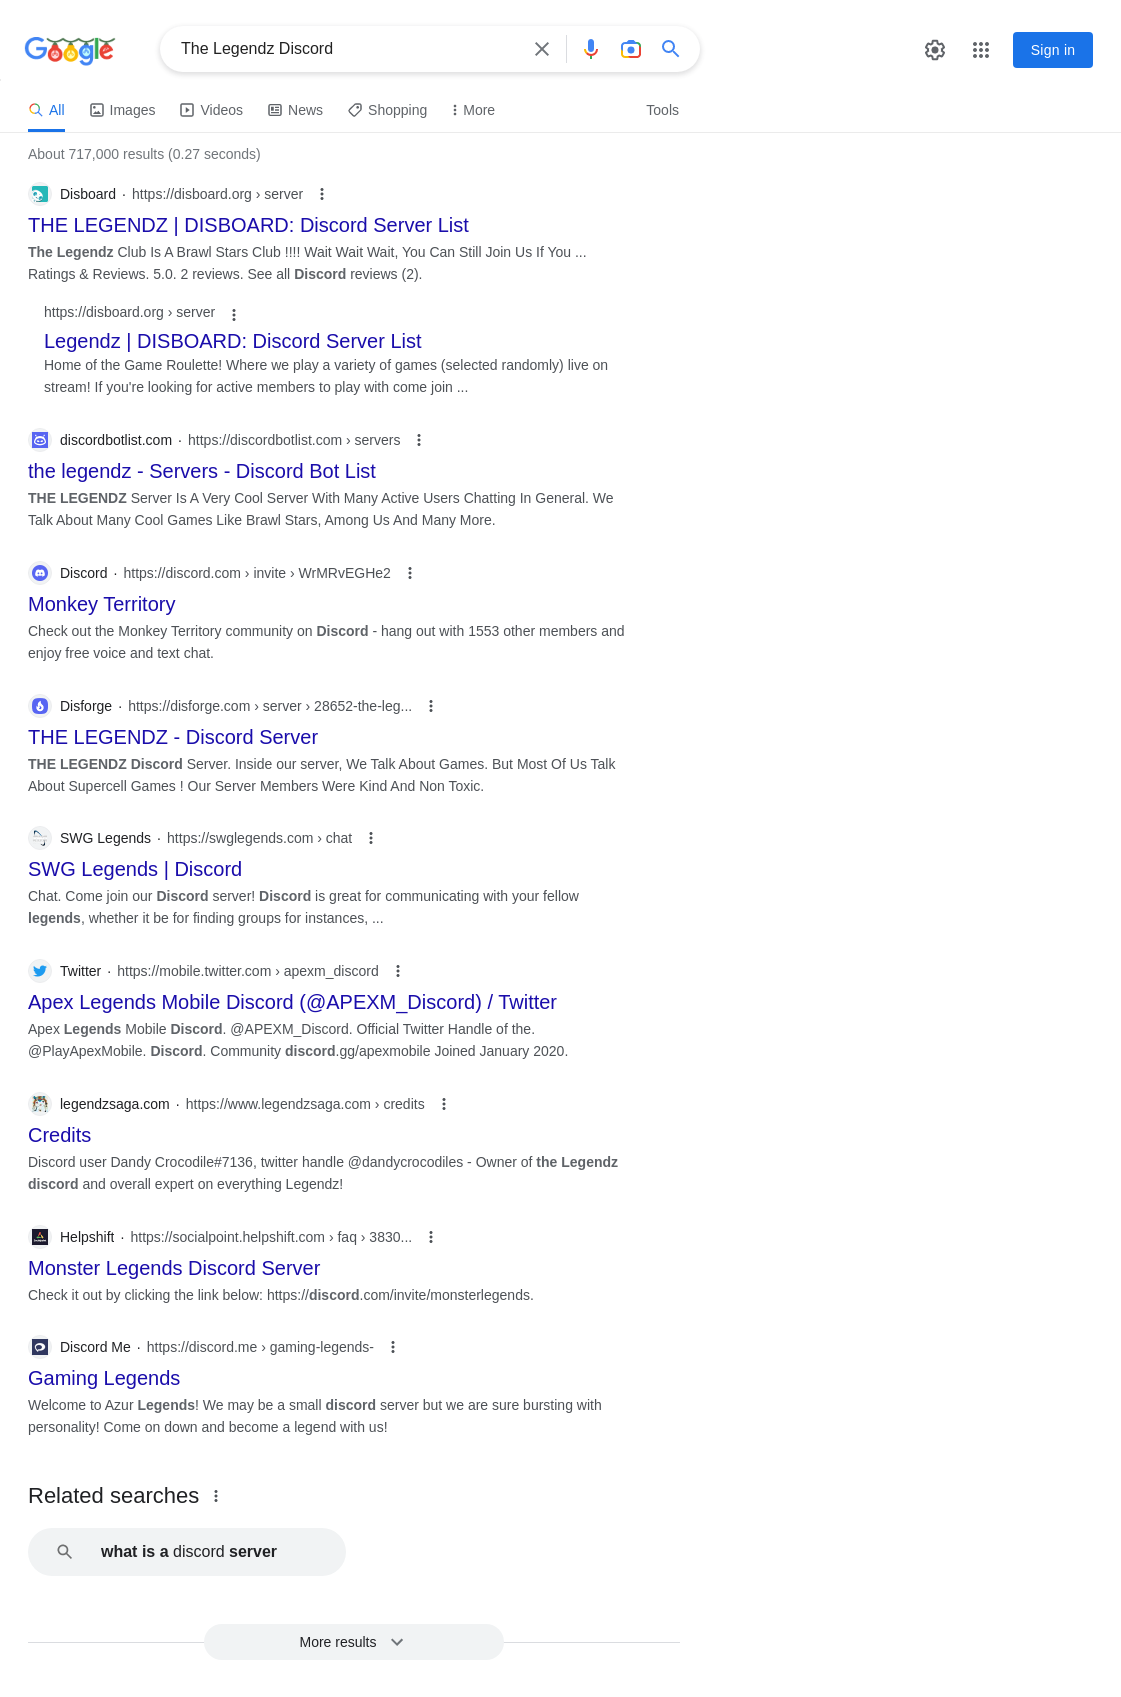 Google
The Legendz Discord
Sign in
All
Images
Videos
News
Shopping
More
Tools
About 717,000 results (0.27 seconds)
Disboard · https://disboard.org › server
THE LEGENDZ | DISBOARD: Discord Server List
The Legendz Club Is A Brawl Stars Club !!!! Wait Wait Wait, You Can Still Join Us If You ...
Ratings & Reviews. 5.0. 2 reviews. See all Discord reviews (2).
https://disboard.org › server
Legendz | DISBOARD: Discord Server List
Home of the Game Roulette! Where we play a variety of games (selected randomly) live on
stream! If you're looking for active members to play with come join ...
discordbotlist.com · https://discordbotlist.com › servers
the legendz - Servers - Discord Bot List
THE LEGENDZ Server Is A Very Cool Server With Many Active Users Chatting In General. We
Talk About Many Cool Games Like Brawl Stars, Among Us And Many More.
Discord · https://discord.com › invite › WrMRvEGHe2
Monkey Territory
Check out the Monkey Territory community on Discord - hang out with 1553 other members and
enjoy free voice and text chat.
Disforge · https://disforge.com › server › 28652-the-leg...
THE LEGENDZ - Discord Server
THE LEGENDZ Discord Server. Inside our server, We Talk About Games. But Most Of Us Talk
About Supercell Games ! Our Server Members Were Kind And Non Toxic.
SWG Legends · https://swglegends.com › chat
SWG Legends | Discord
Chat. Come join our Discord server! Discord is great for communicating with your fellow
legends, whether it be for finding groups for instances, ...
Twitter · https://mobile.twitter.com › apexm_discord
Apex Legends Mobile Discord (@APEXM_Discord) / Twitter
Apex Legends Mobile Discord. @APEXM_Discord. Official Twitter Handle of the.
@PlayApexMobile. Discord. Community discord.gg/apexmobile Joined January 2020.
legendzsaga.com · https://www.legendzsaga.com › credits
Credits
Discord user Dandy Crocodile#7136, twitter handle @dandycrocodiles - Owner of the Legendz
discord and overall expert on everything Legendz!
Helpshift · https://socialpoint.helpshift.com › faq › 3830...
Monster Legends Discord Server
Check it out by clicking the link below: https://discord.com/invite/monsterlegends.
Discord Me · https://discord.me › gaming-legends-
Gaming Legends
Welcome to Azur Legends! We may be a small discord server but we are sure bursting with
personality! Come on down and become a legend with us!
Related searches
what is a discord server
More results